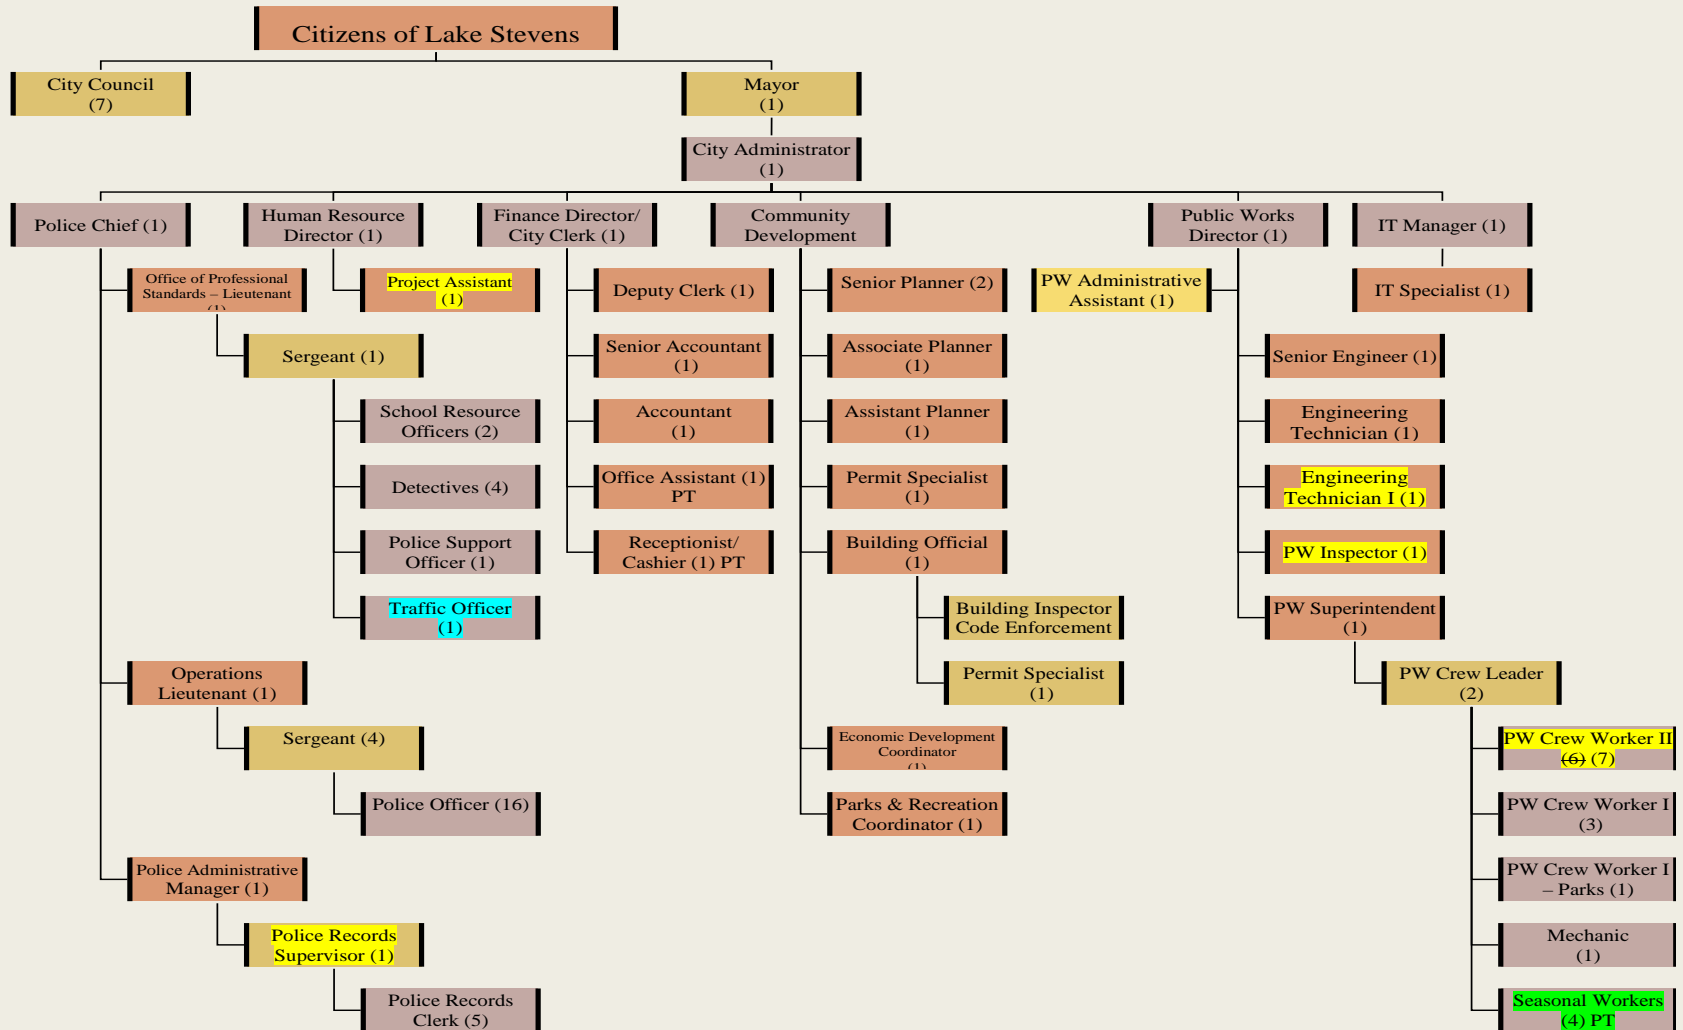 Citizens of Lake Stevens
City Council
(7)
Mayor
(1)
City Administrator
(1)
Police Chief (1)
Human Resource
Director (1)
Finance Director/
City Clerk (1)
Community
Development
Public Works
Director (1)
IT Manager (1)
Office of Professional
Standards – Lieutenant
(1)
Sergeant (1)
School Resource
Officers (2)
Detectives (4)
Police Support
Officer (1)
Traffic Officer
(1)
Operations
Lieutenant (1)
Sergeant (4)
Police Officer (16)
Police Administrative
Manager (1)
Police Records
Supervisor (1)
Police Records
Clerk (5)
Project Assistant
(1)
Deputy Clerk (1)
Senior Accountant
(1)
Accountant
(1)
Office Assistant (1)
PT
Receptionist/
Cashier (1) PT
Senior Planner (2)
Associate Planner
(1)
Assistant Planner
(1)
Permit Specialist
(1)
Building Official
(1)
Building Inspector
Code Enforcement
Permit Specialist
(1)
Economic Development
Coordinator
(1)
Parks & Recreation
Coordinator (1)
PW Administrative
Assistant (1)
Senior Engineer (1)
Engineering
Technician (1)
Engineering
Technician I (1)
PW Inspector (1)
PW Superintendent
(1)
PW Crew Leader
(2)
PW Crew Worker II
(6) (7)
PW Crew Worker I
(3)
PW Crew Worker I
– Parks (1)
Mechanic
(1)
Seasonal Workers
(4) PT
IT Specialist (1)